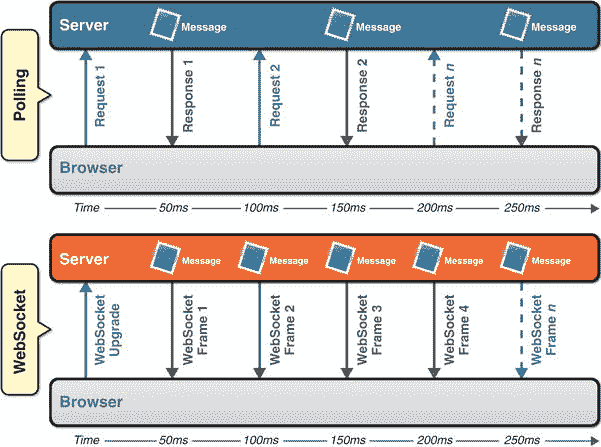 Polling
Server
Message
Message
Message
Request 1
Response 1
Request 2
Response 2
Request n
Response n
Browser
Time 50ms 100ms 150ms 200ms 250ms
WebSocket
Server
Message
Message
Message
Message
Message
WebSocket
Upgrade
WebSocket
Frame 1
WebSocket
Frame 2
WebSocket
Frame 3
WebSocket
Frame 4
WebSocket
Frame n
Browser
Time 50ms 100ms 150ms 200ms 250ms